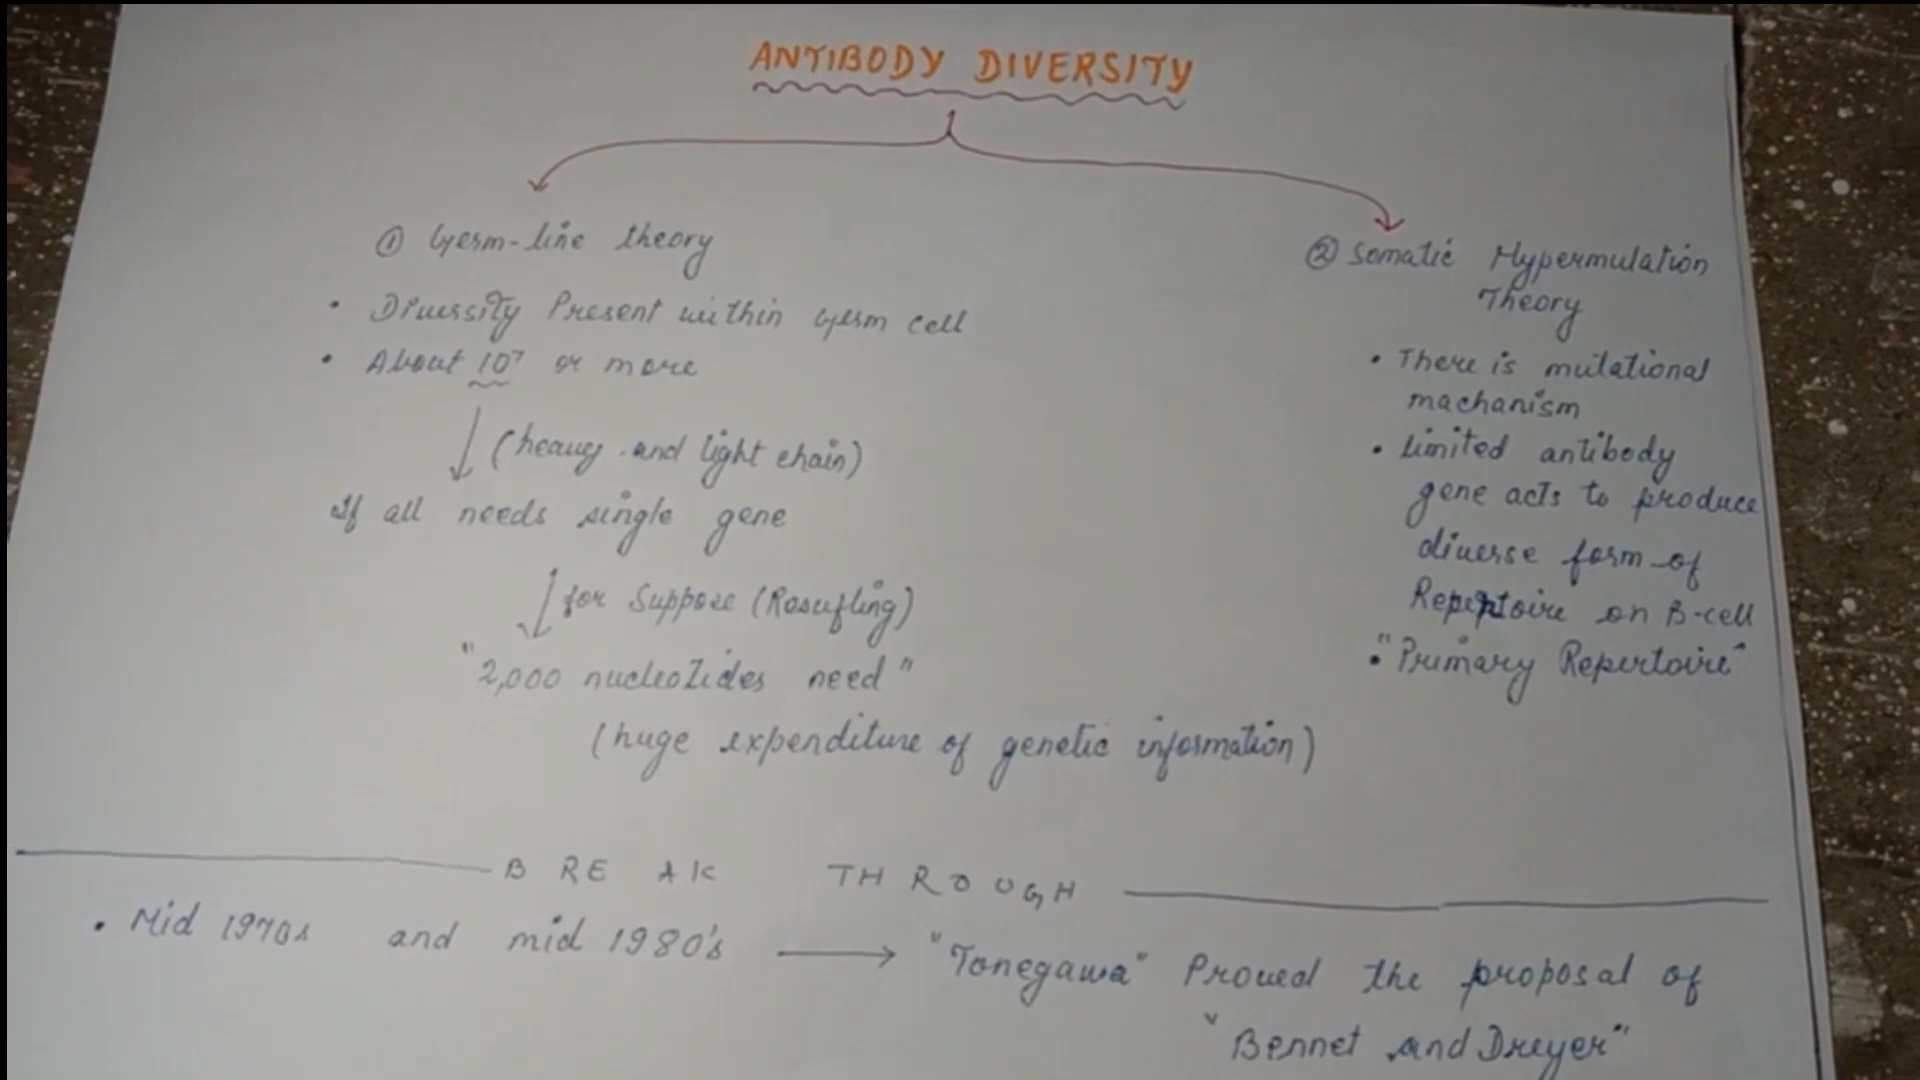 ANTIBODY DIVERSITY
① Germ-line theory
• Diversity Present within Germ cell
• About 10⁷ or more
(heavy and light chain)
If all needs single gene
for Suppose (Resufling)
"2,000 nucleotides need"
(huge expenditure of genetic information)
② Somatic Hypermutation
Theory
• There is mutational
machanism
• Limited antibody
gene acts to produce
diverse form of
Repertoire on B-cell
• "Primary Repertoire"
BREAK THROUGH
• Mid 1970s and mid 1980's → "Tonegawa" Proved the proposal of
"Bennet and Dreyer"